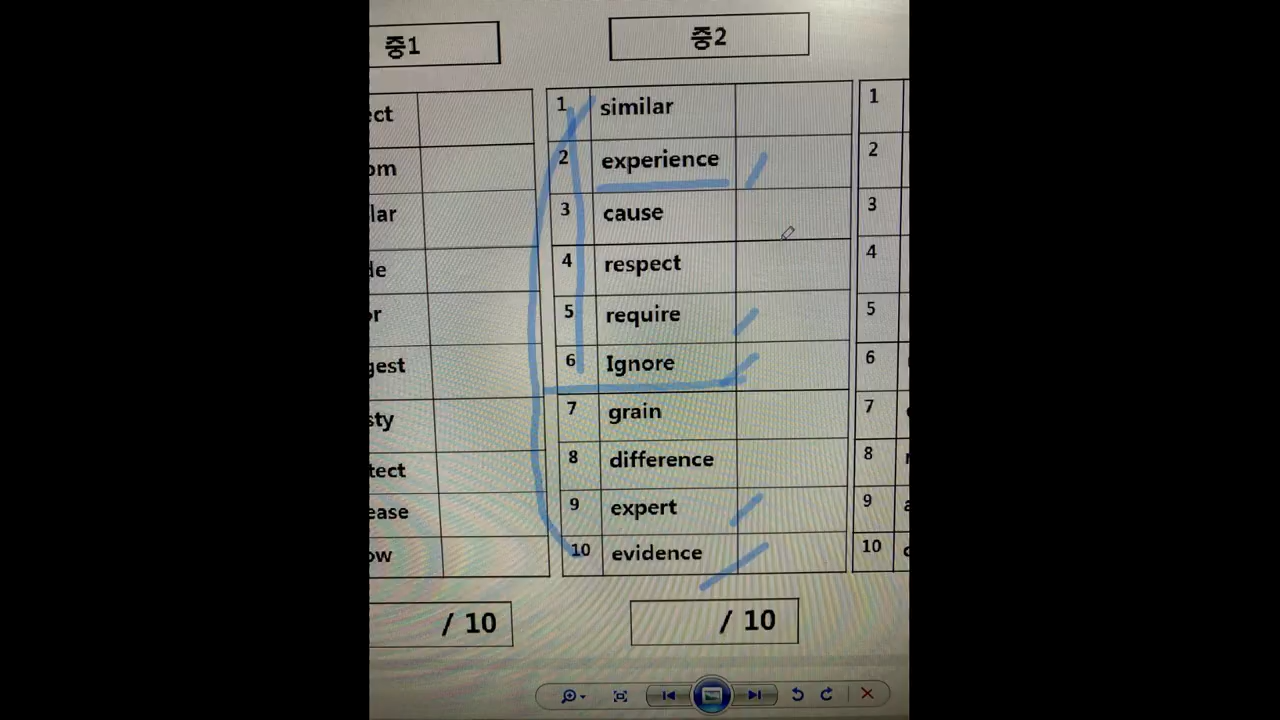 중1
중2
1 similar
2 experience
3 cause
4 respect
5 require
6 Ignore
7 grain
8 difference
9 expert
10 evidence
/ 10
/ 10
ect
om
lar
de
or
gest
sty
tect
ease
ow
1
2
3
4
5
6
7
8
9
10